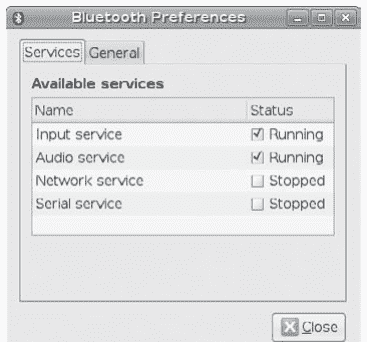 Bluetooth Preferences
Services General
Available services
Name Status
Input service Running
Audio service Running
Network service Stopped
Serial service Stopped
Close